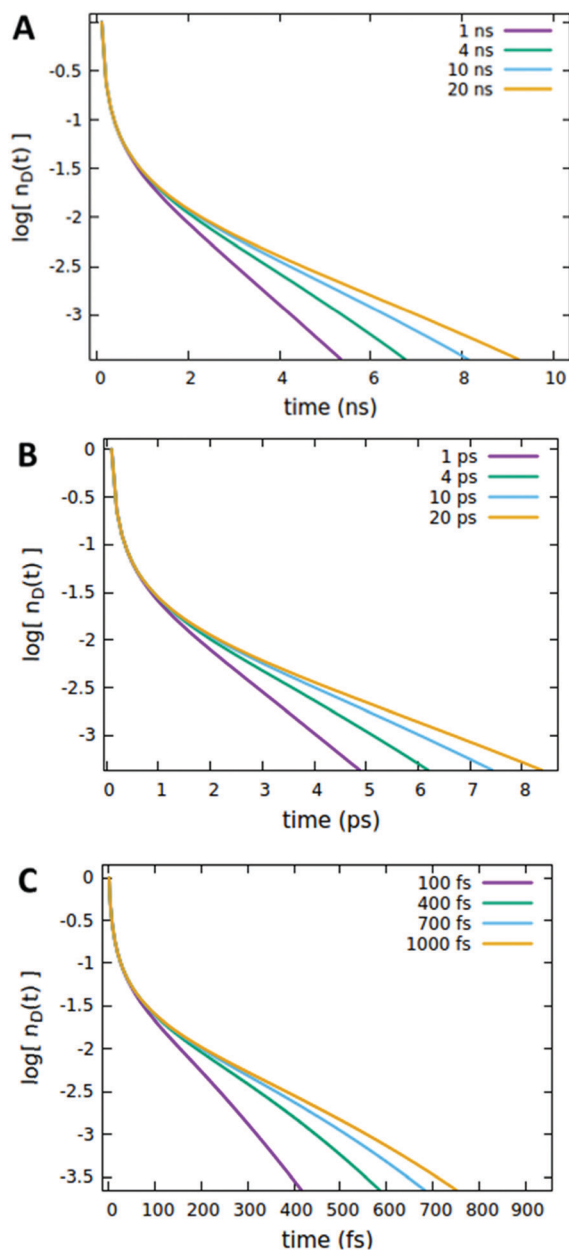 A
1 ns
4 ns
10 ns
20 ns
-0.5
-1
-1.5
-2
-2.5
-3
log[ n_D(t) ]
0 2 4 6 8 10
time (ns)
B
1 ps
4 ps
10 ps
20 ps
0
-0.5
-1
-1.5
-2
-2.5
-3
log[ n_D(t) ]
0 1 2 3 4 5 6 7 8
time (ps)
C
100 fs
400 fs
700 fs
1000 fs
0
-0.5
-1
-1.5
-2
-2.5
-3
-3.5
log[ n_D(t) ]
0 100 200 300 400 500 600 700 800 900
time (fs)